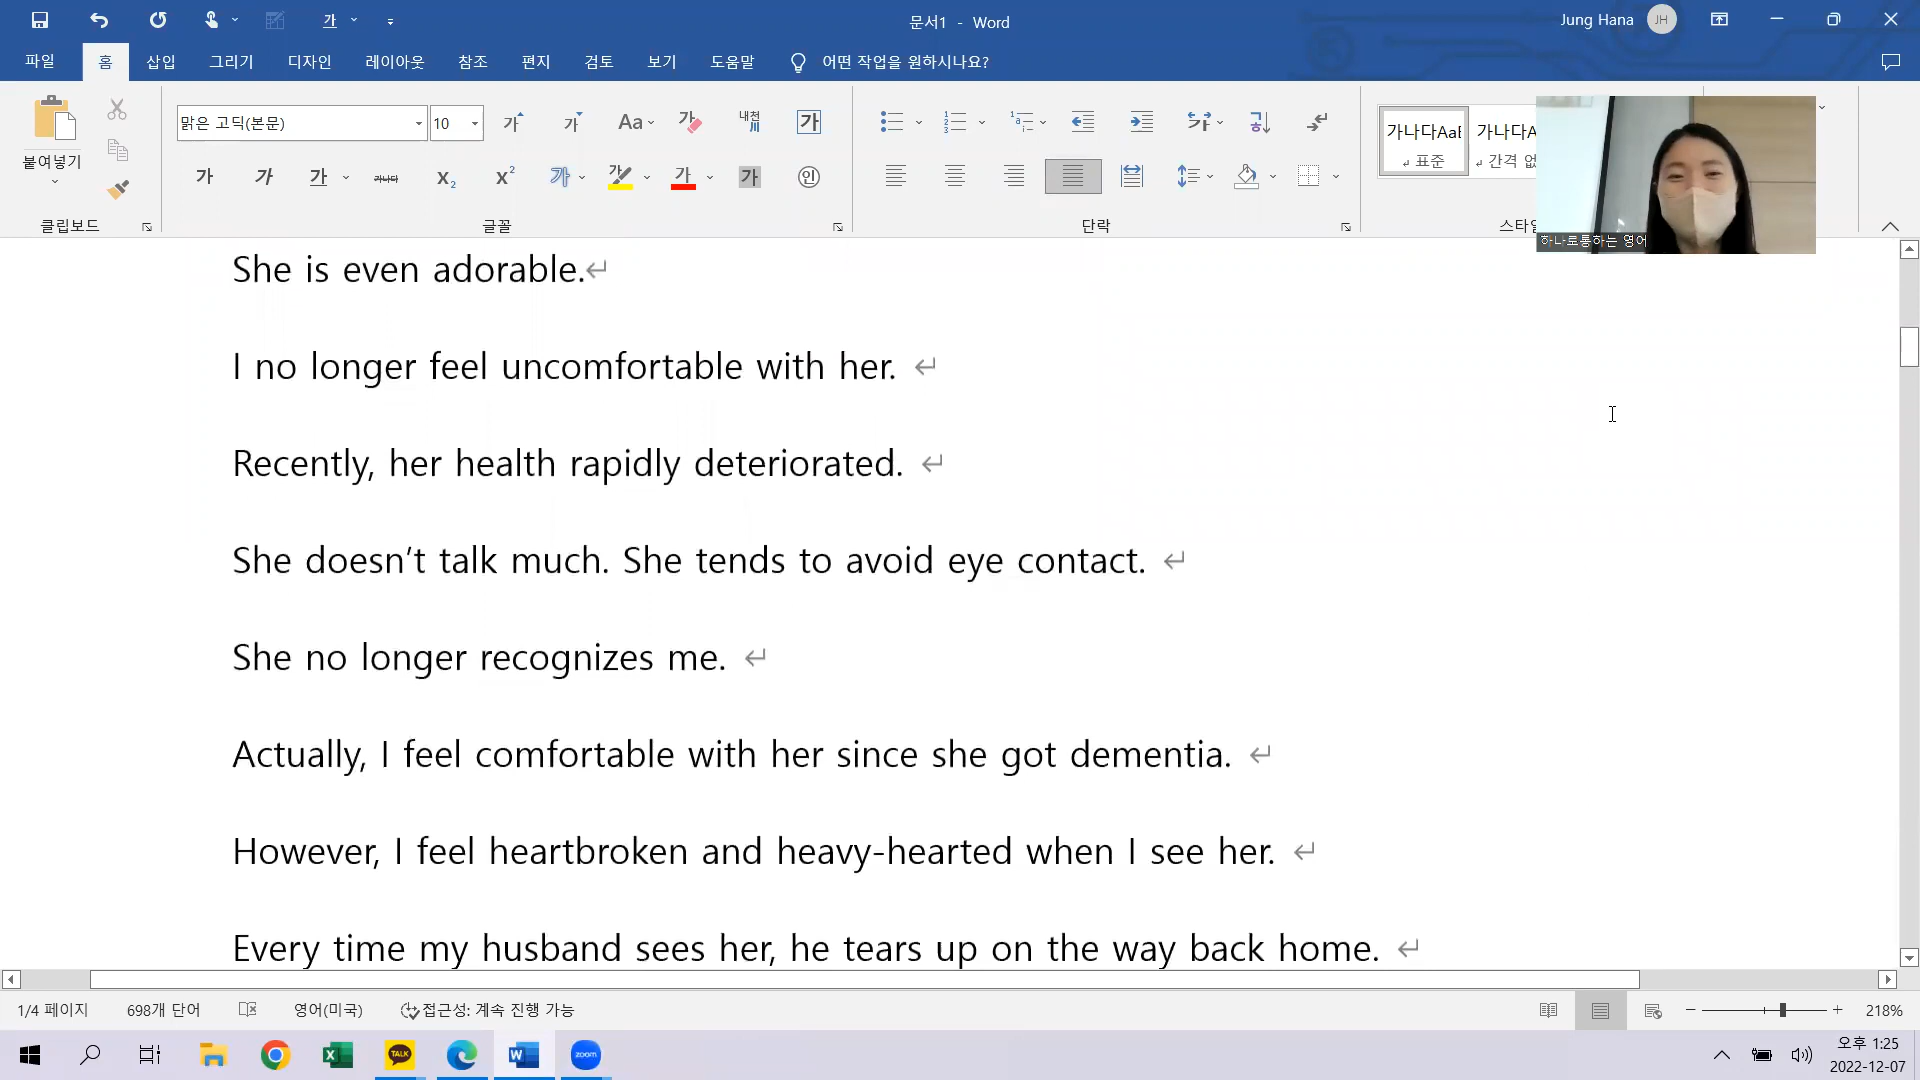 문서1 - Word
Jung Hana
JH
파일 홈 삽입 그리기 디자인 레이아웃 참조 편지 검토 보기 도움말 어떤 작업을 원하시나요?
붙여넣기
클립보드
맑은 고딕(본문) 10
글꼴
단락
가나다AaB
표준
가나다A
간격 없
스타일
하나로통하는 영어
She is even adorable.
I no longer feel uncomfortable with her.
Recently, her health rapidly deteriorated.
She doesn't talk much. She tends to avoid eye contact.
She no longer recognizes me.
Actually, I feel comfortable with her since she got dementia.
However, I feel heartbroken and heavy-hearted when I see her.
Every time my husband sees her, he tears up on the way back home.
1/4 페이지 698개 단어 영어(미국) 접근성: 계속 진행 가능 218%
TALK
zoom
오후 1:25
2022-12-07